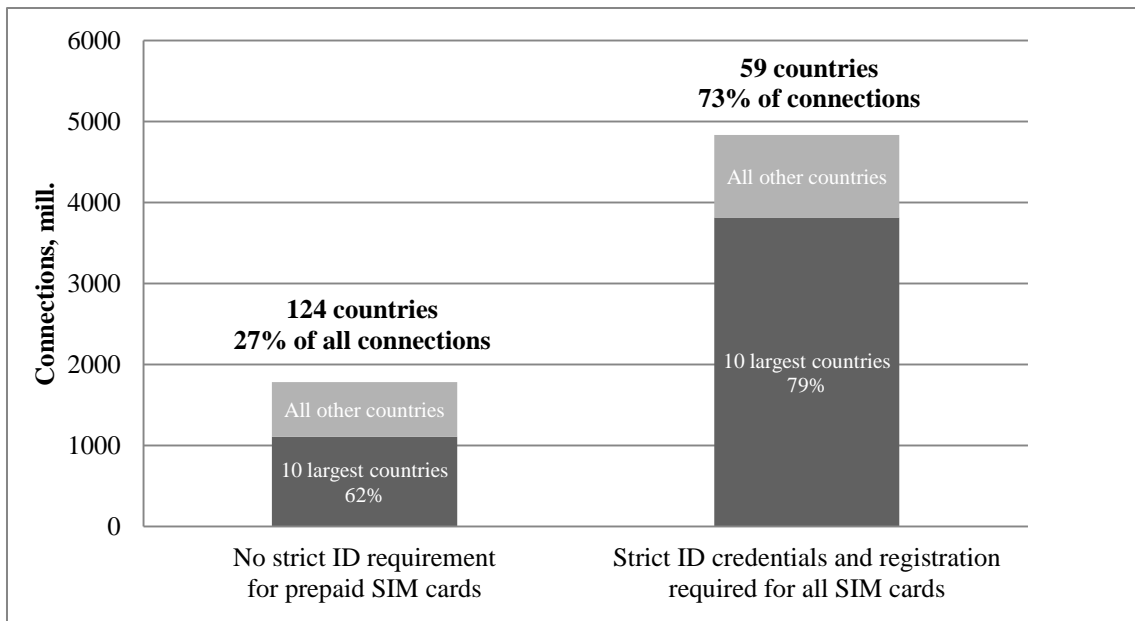 6000
5000
4000
3000
2000
1000
0
Connections, mill.
124 countries
27% of all connections
All other countries
10 largest countries
62%
59 countries
73% of connections
All other countries
10 largest countries
79%
No strict ID requirement
for prepaid SIM cards
Strict ID credentials and registration
required for all SIM cards